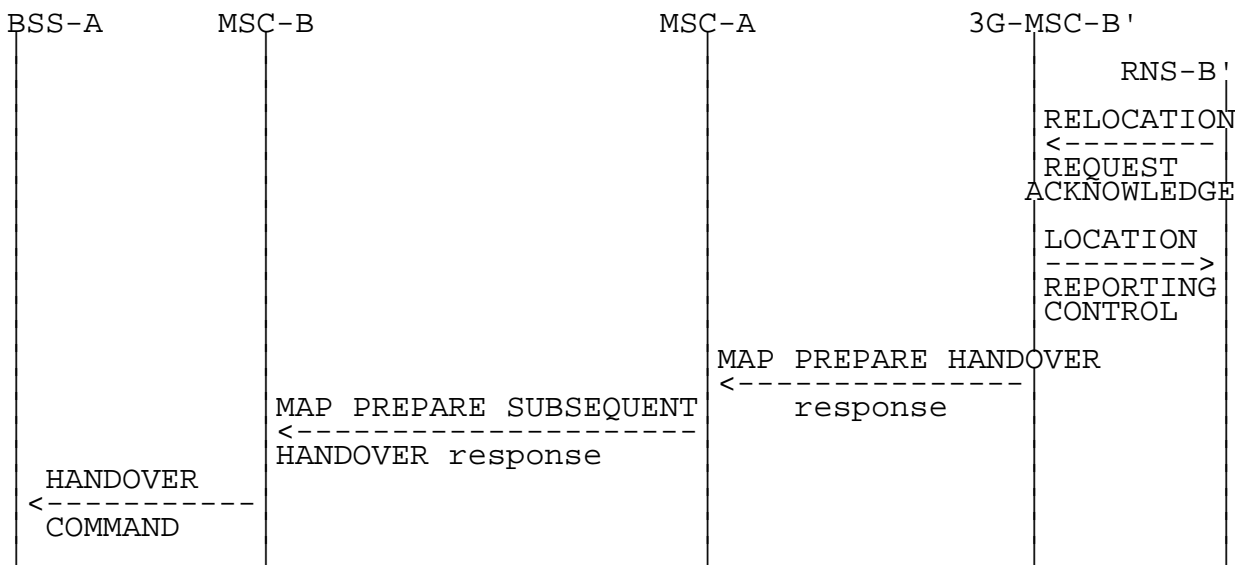 BSS-A MSC-B MSC-A 3G-MSC-B'
RNS-B'
RELOCATION
<--------
REQUEST
ACKNOWLEDGE
LOCATION
-------->
REPORTING
CONTROL
MAP PREPARE HANDOVER
<---------------
response
MAP PREPARE SUBSEQUENT
<---------------------
HANDOVER response
HANDOVER
<-----------
COMMAND